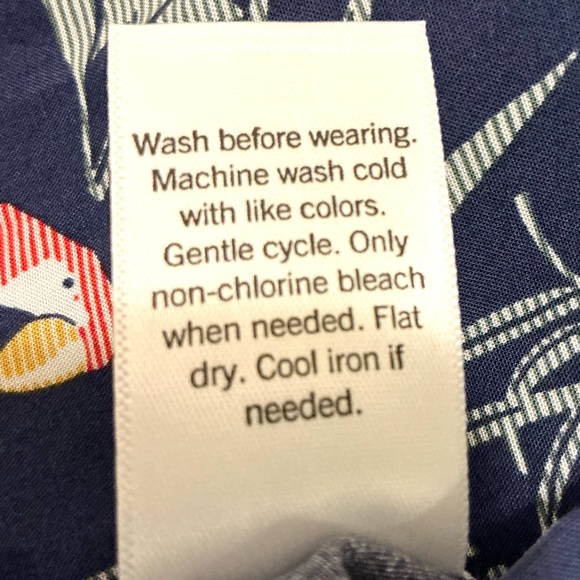 Wash before wearing.
Machine wash cold
with like colors.
Gentle cycle. Only
non-chlorine bleach
when needed. Flat
dry. Cool iron if
needed.